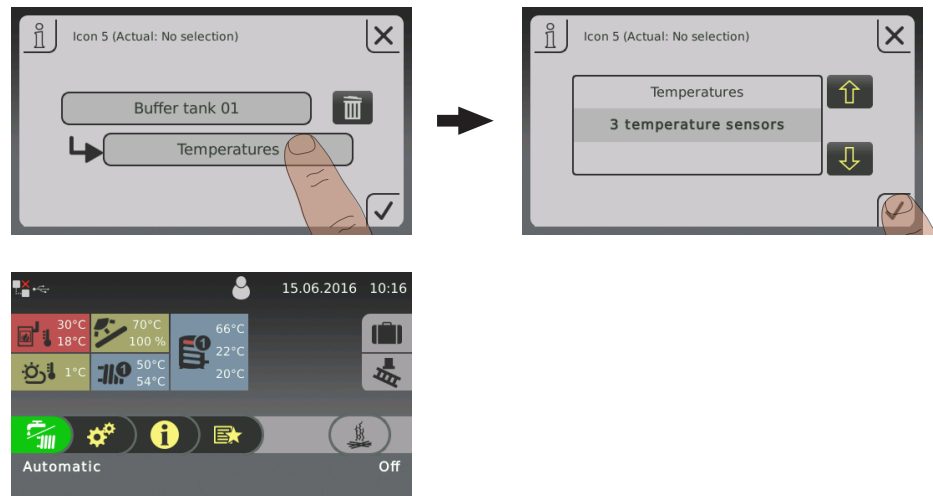 Icon 5 (Actual: No selection)
Buffer tank 01
Temperatures
Icon 5 (Actual: No selection)
Temperatures
3 temperature sensors
15.06.2016 10:16
30°C
18°C
70°C
100 %
66°C
22°C
20°C
1°C
1
50°C
54°C
1
Automatic
Off